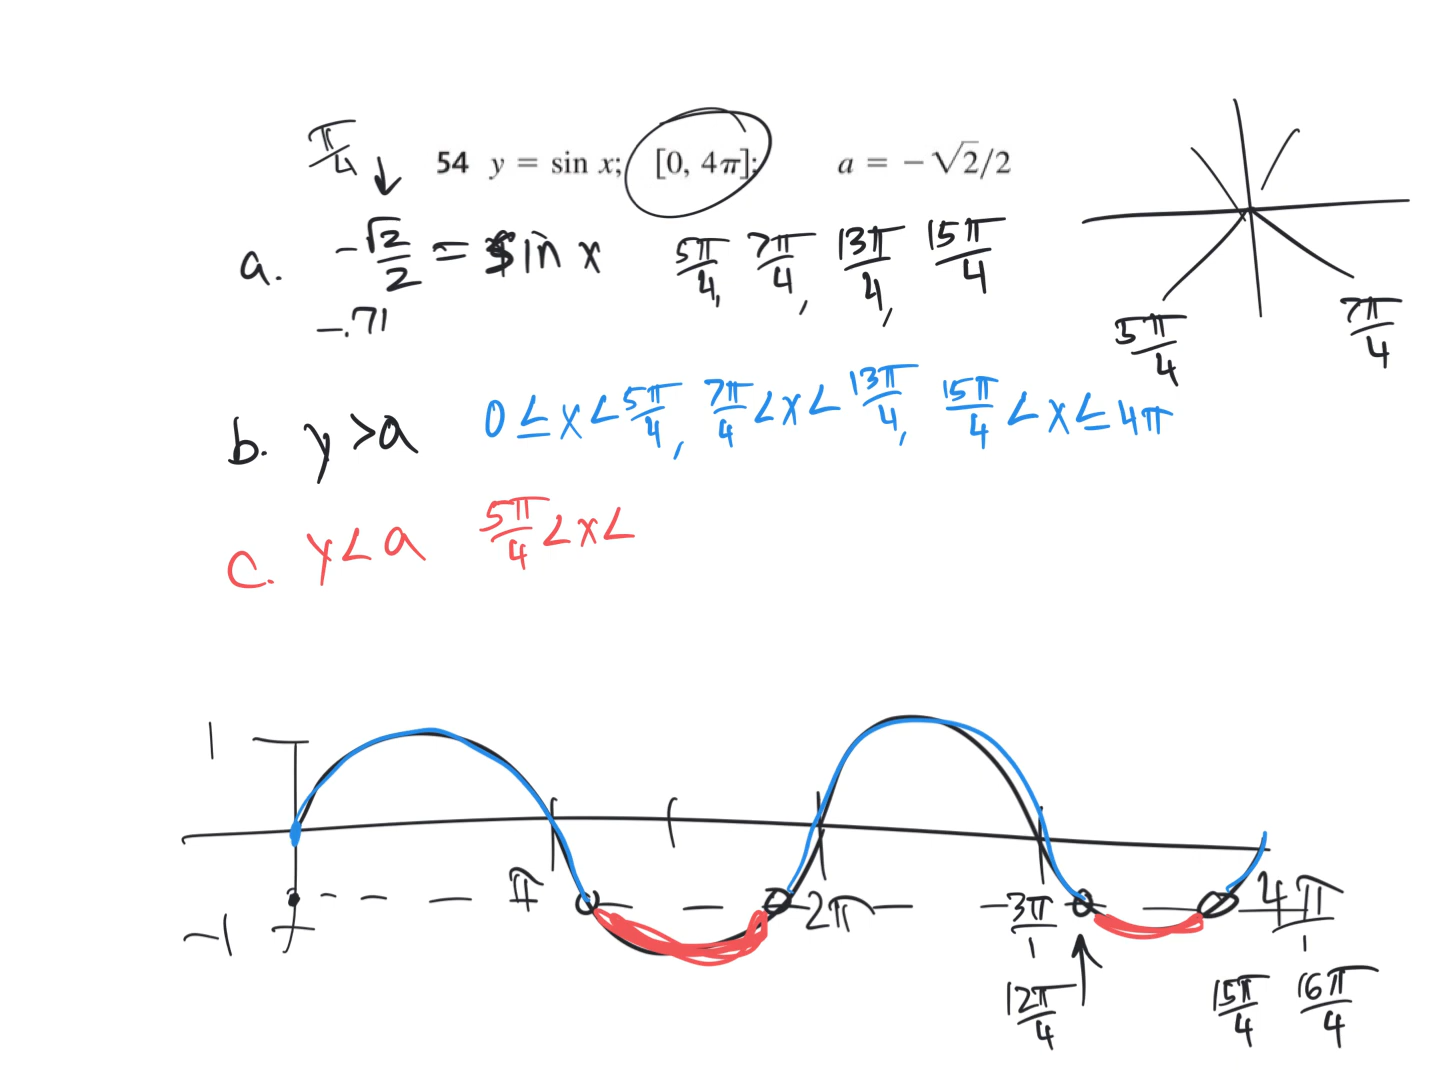 π/4
54 y = sin x; [0, 4π]; a = −√2/2
a. -√2/2 = sin x 5π/4, 7π/4, 13π/4, 15π/4
-.71
5π/4 7π/4
b. y > a 0 ≤ x < 5π/4, 7π/4 < x < 13π/4, 15π/4 < x ≤ 4π
c. y < a 5π/4 < x <
1
-1 π 2π 3π/1 4π/1
12π/4 15π/4 16π/4